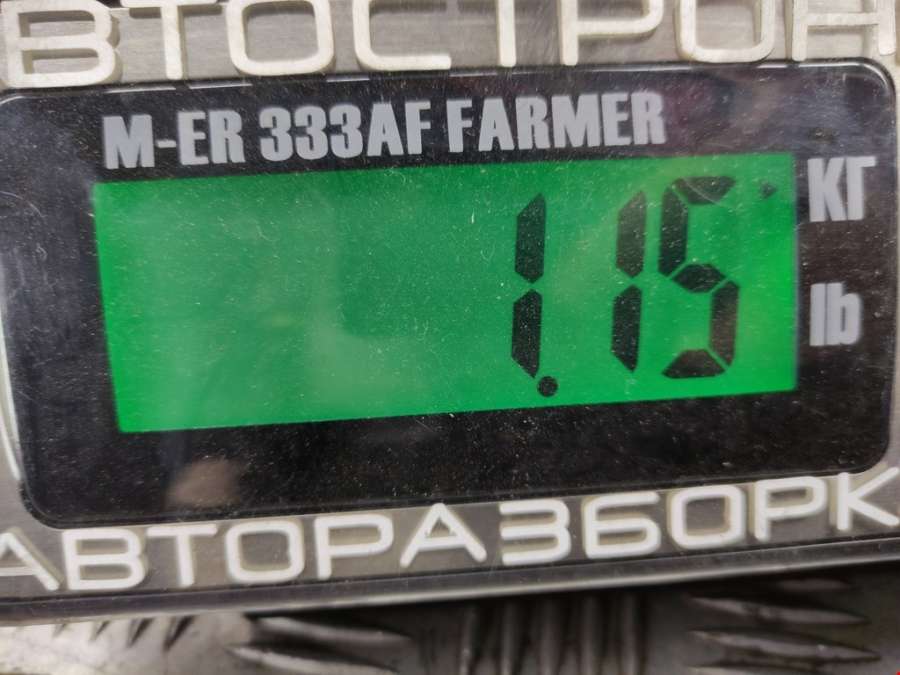 ВТОСТРОН
M-ER 333AF FARMER
1.15
КГ
lb
АВТОРАЗБОРК